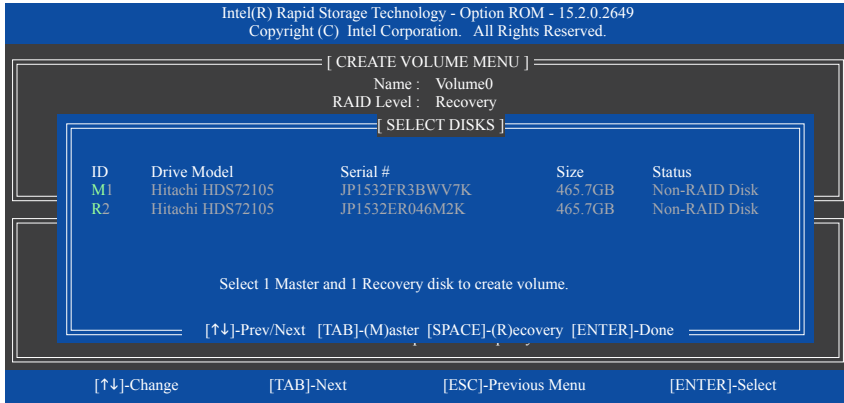 Intel(R) Rapid Storage Technology - Option ROM - 15.2.0.2649
Copyright (C) Intel Corporation. All Rights Reserved.
[ CREATE VOLUME MENU ]
Name : Volume0
RAID Level : Recovery
[ SELECT DISKS ]
ID Drive Model Serial # Size Status
M1 Hitachi HDS72105 JP1532FR3BWV7K 465.7GB Non-RAID Disk
R2 Hitachi HDS72105 JP1532ER046M2K 465.7GB Non-RAID Disk
Select 1 Master and 1 Recovery disk to create volume.
[↑↓]-Prev/Next [TAB]-(M)aster [SPACE]-(R)ecovery [ENTER]-Done
[↑↓]-Change [TAB]-Next [ESC]-Previous Menu [ENTER]-Select